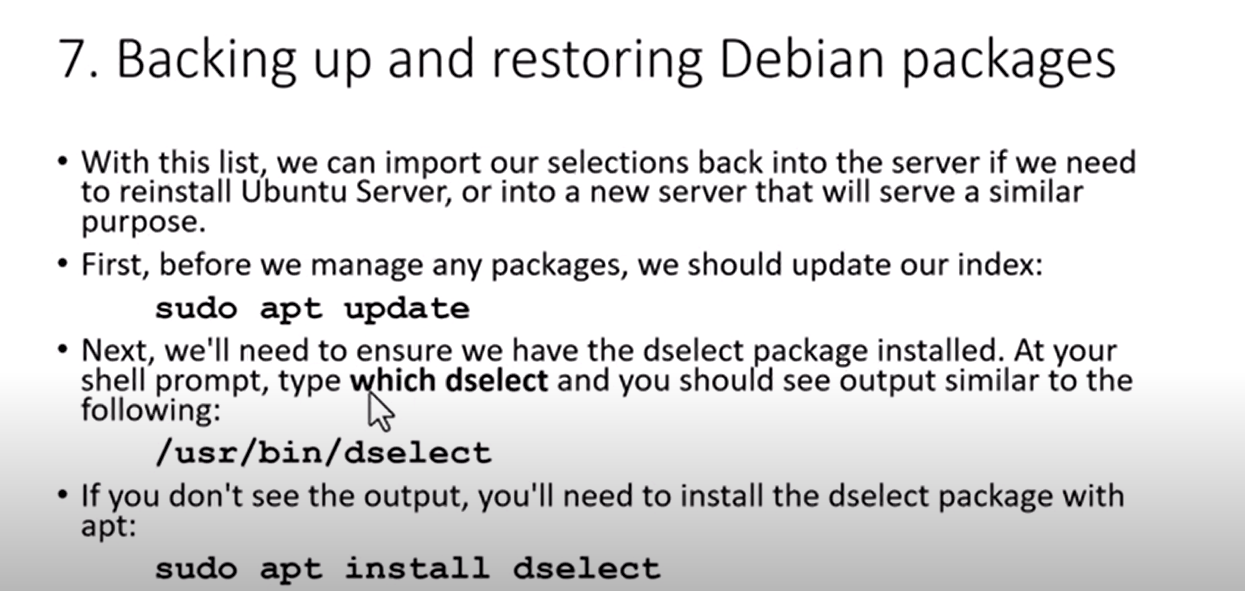 7. Backing up and restoring Debian packages
• With this list, we can import our selections back into the server if we need
to reinstall Ubuntu Server, or into a new server that will serve a similar
purpose.
• First, before we manage any packages, we should update our index:
sudo apt update
• Next, we'll need to ensure we have the dselect package installed. At your
shell prompt, type which dselect and you should see output similar to the
following:
/usr/bin/dselect
• If you don't see the output, you'll need to install the dselect package with
apt:
sudo apt install dselect